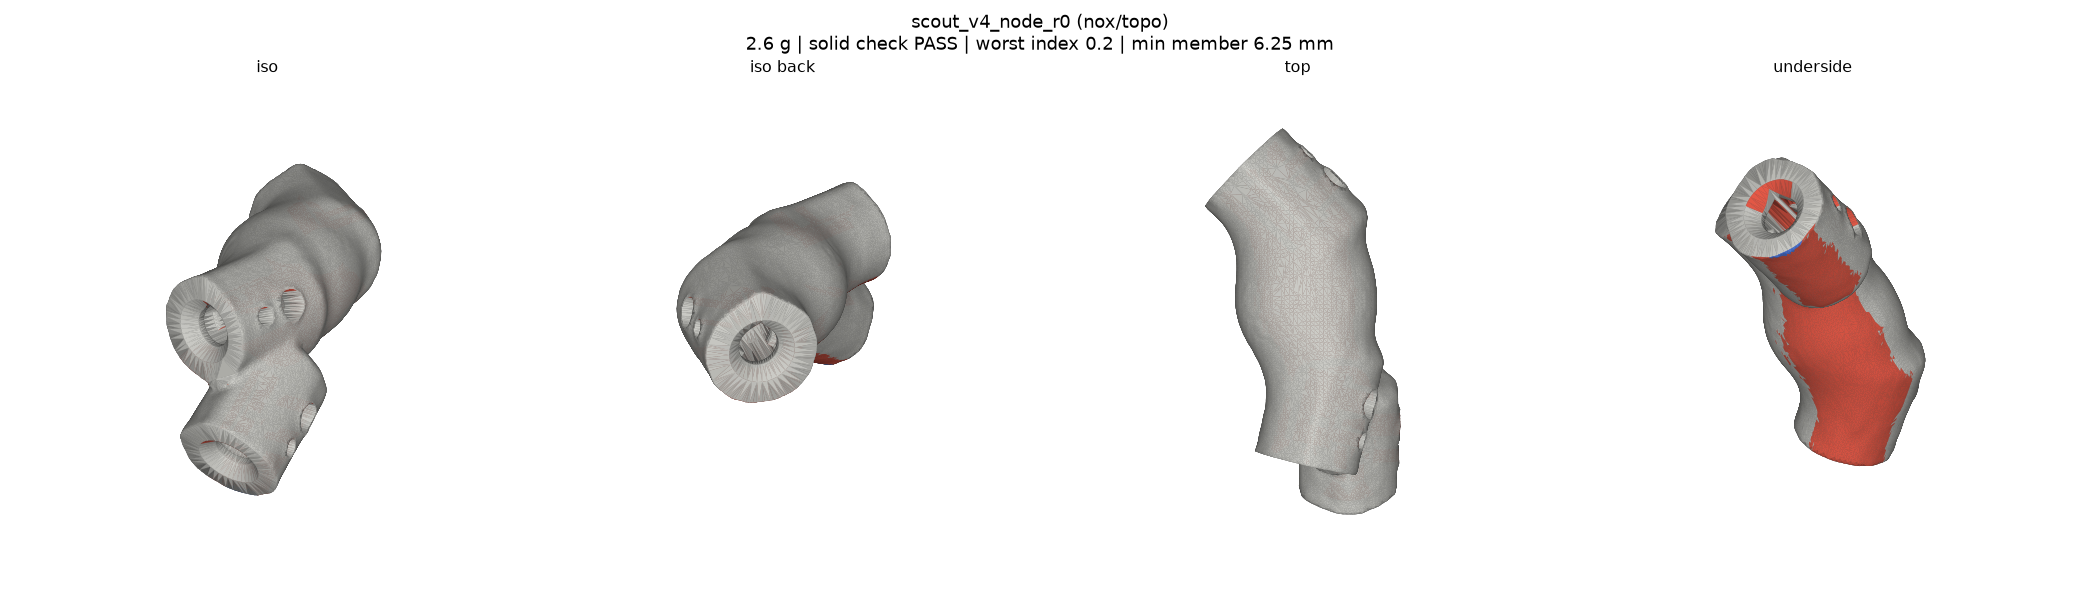 scout_v4_node_r0 (nox/topo)
2.6 g | solid check PASS | worst index 0.2 | min member 6.25 mm
iso
iso back
top
underside